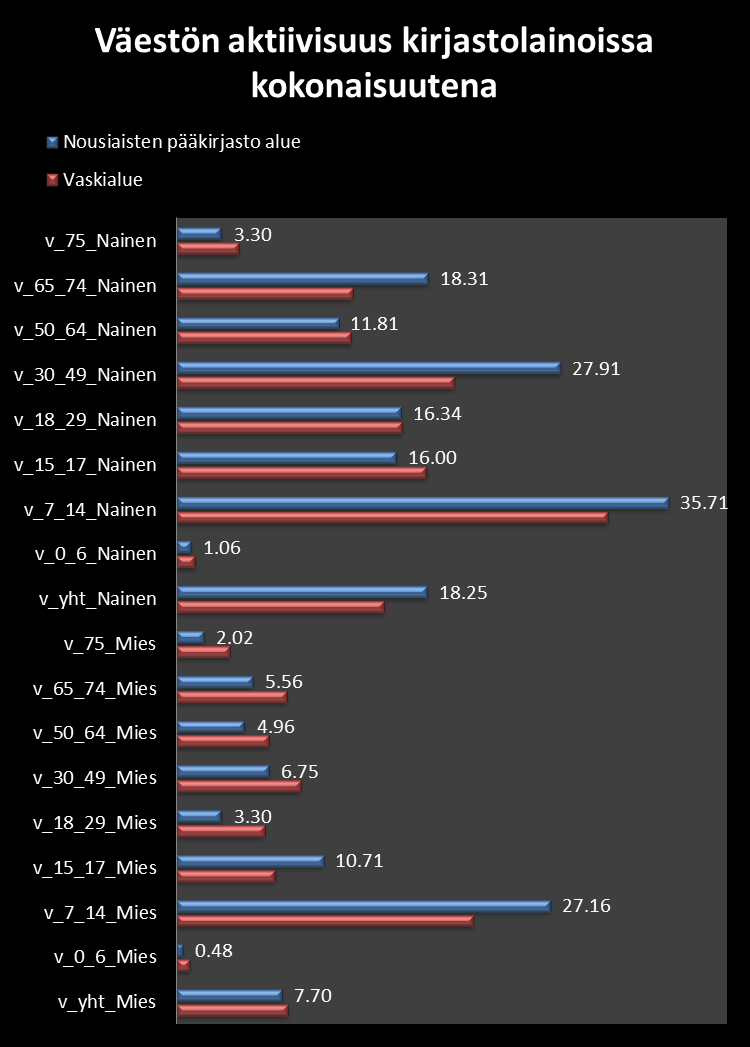 Väestön aktiivisuus kirjastolainoissa
kokonaisuutena
Nousiaisten pääkirjasto alue
Vaskialue
v_75_Nainen 3.30
v_65_74_Nainen 18.31
v_50_64_Nainen 11.81
v_30_49_Nainen 27.91
v_18_29_Nainen 16.34
v_15_17_Nainen 16.00
v_7_14_Nainen 35.71
v_0_6_Nainen 1.06
v_yht_Nainen 18.25
v_75_Mies 2.02
v_65_74_Mies 5.56
v_50_64_Mies 4.96
v_30_49_Mies 6.75
v_18_29_Mies 3.30
v_15_17_Mies 10.71
v_7_14_Mies 27.16
v_0_6_Mies 0.48
v_yht_Mies 7.70